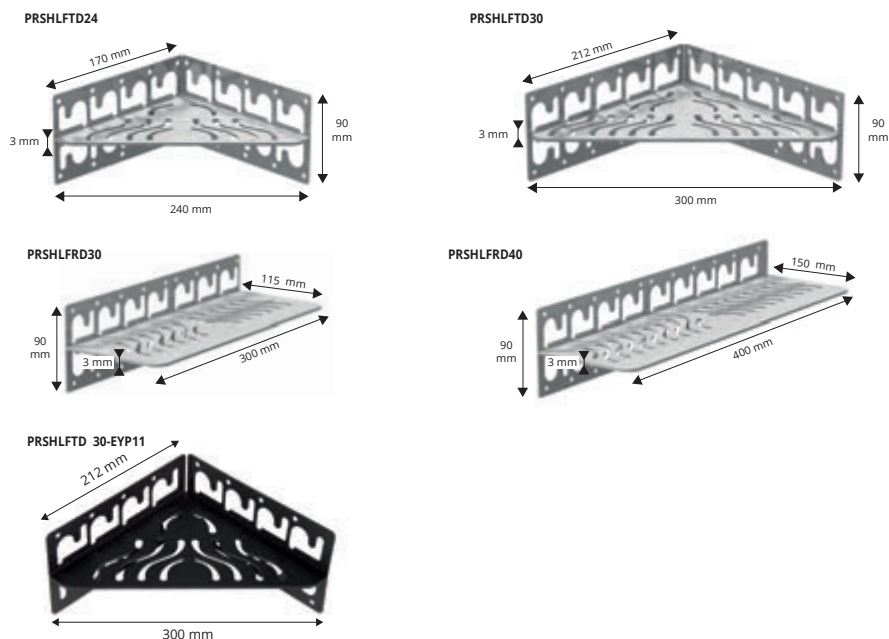 PRSHLFTD24
170 mm
3 mm
90
mm
240 mm
PRSHLFTD30
212 mm
3 mm
90
mm
300 mm
PRSHLFRD30
115 mm
90
mm
3 mm
300 mm
PRSHLFRD40
150 mm
90
mm
3 mm
400 mm
PRSHLFTD 30-EYP11
212 mm
300 mm